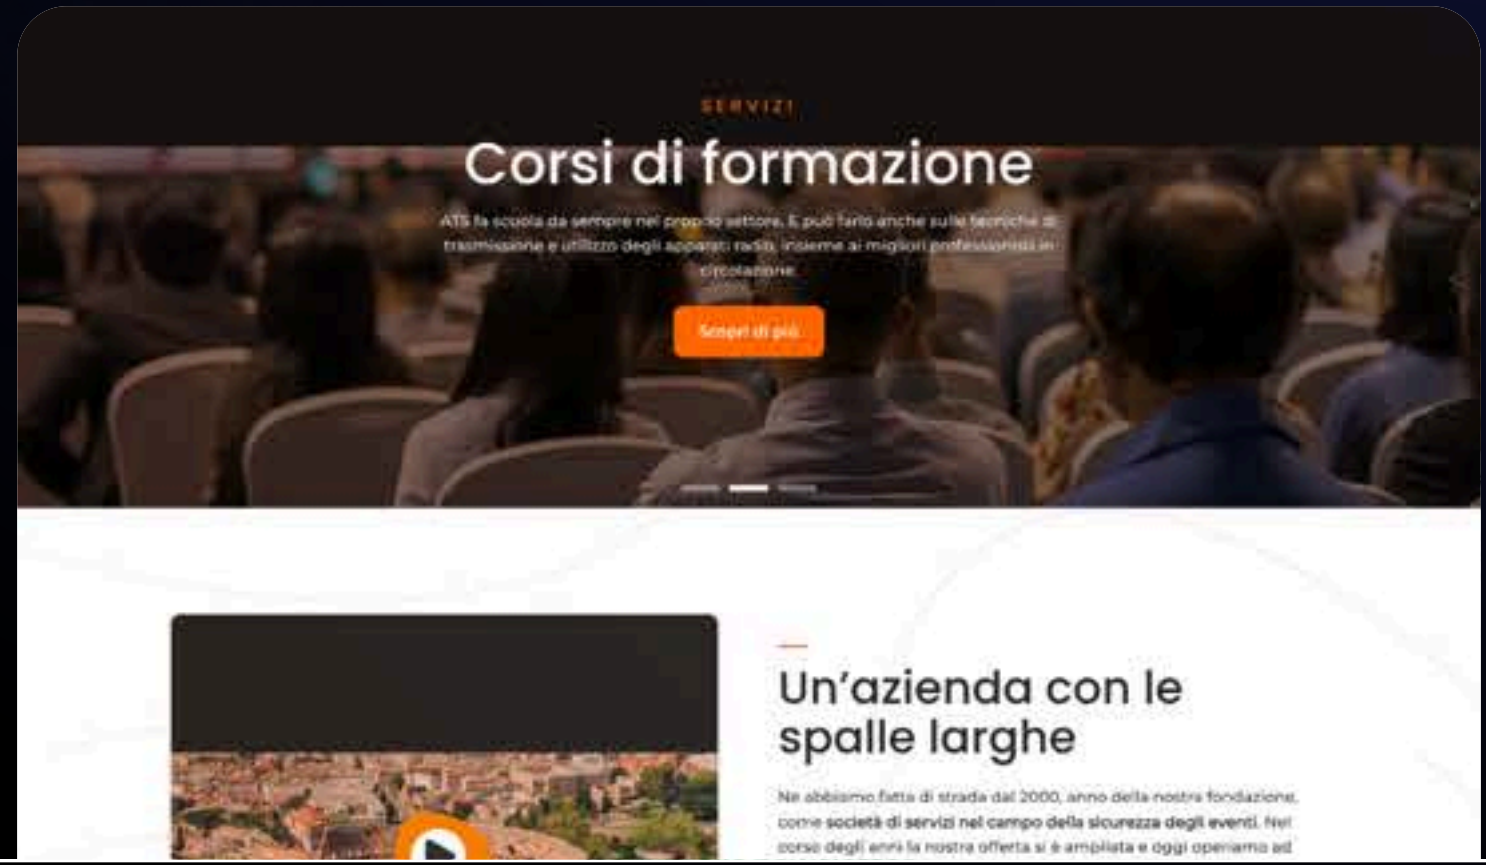 SERVIZI
Corsi di formazione
ATS fa scuola da sempre nel proprio settore. E può farlo anche sulle tecniche di
trasmissione e utilizzo degli apparati radio, insieme ai migliori professionisti in
circolazione.
Scopri di più
Un'azienda con le
spalle larghe
Ne abbiamo fatta di strada dal 2000, anno della nostra fondazione,
come società di servizi nel campo della sicurezza degli eventi. Nel
corso degli anni la nostra offerta si è ampliata e oggi operiamo ad